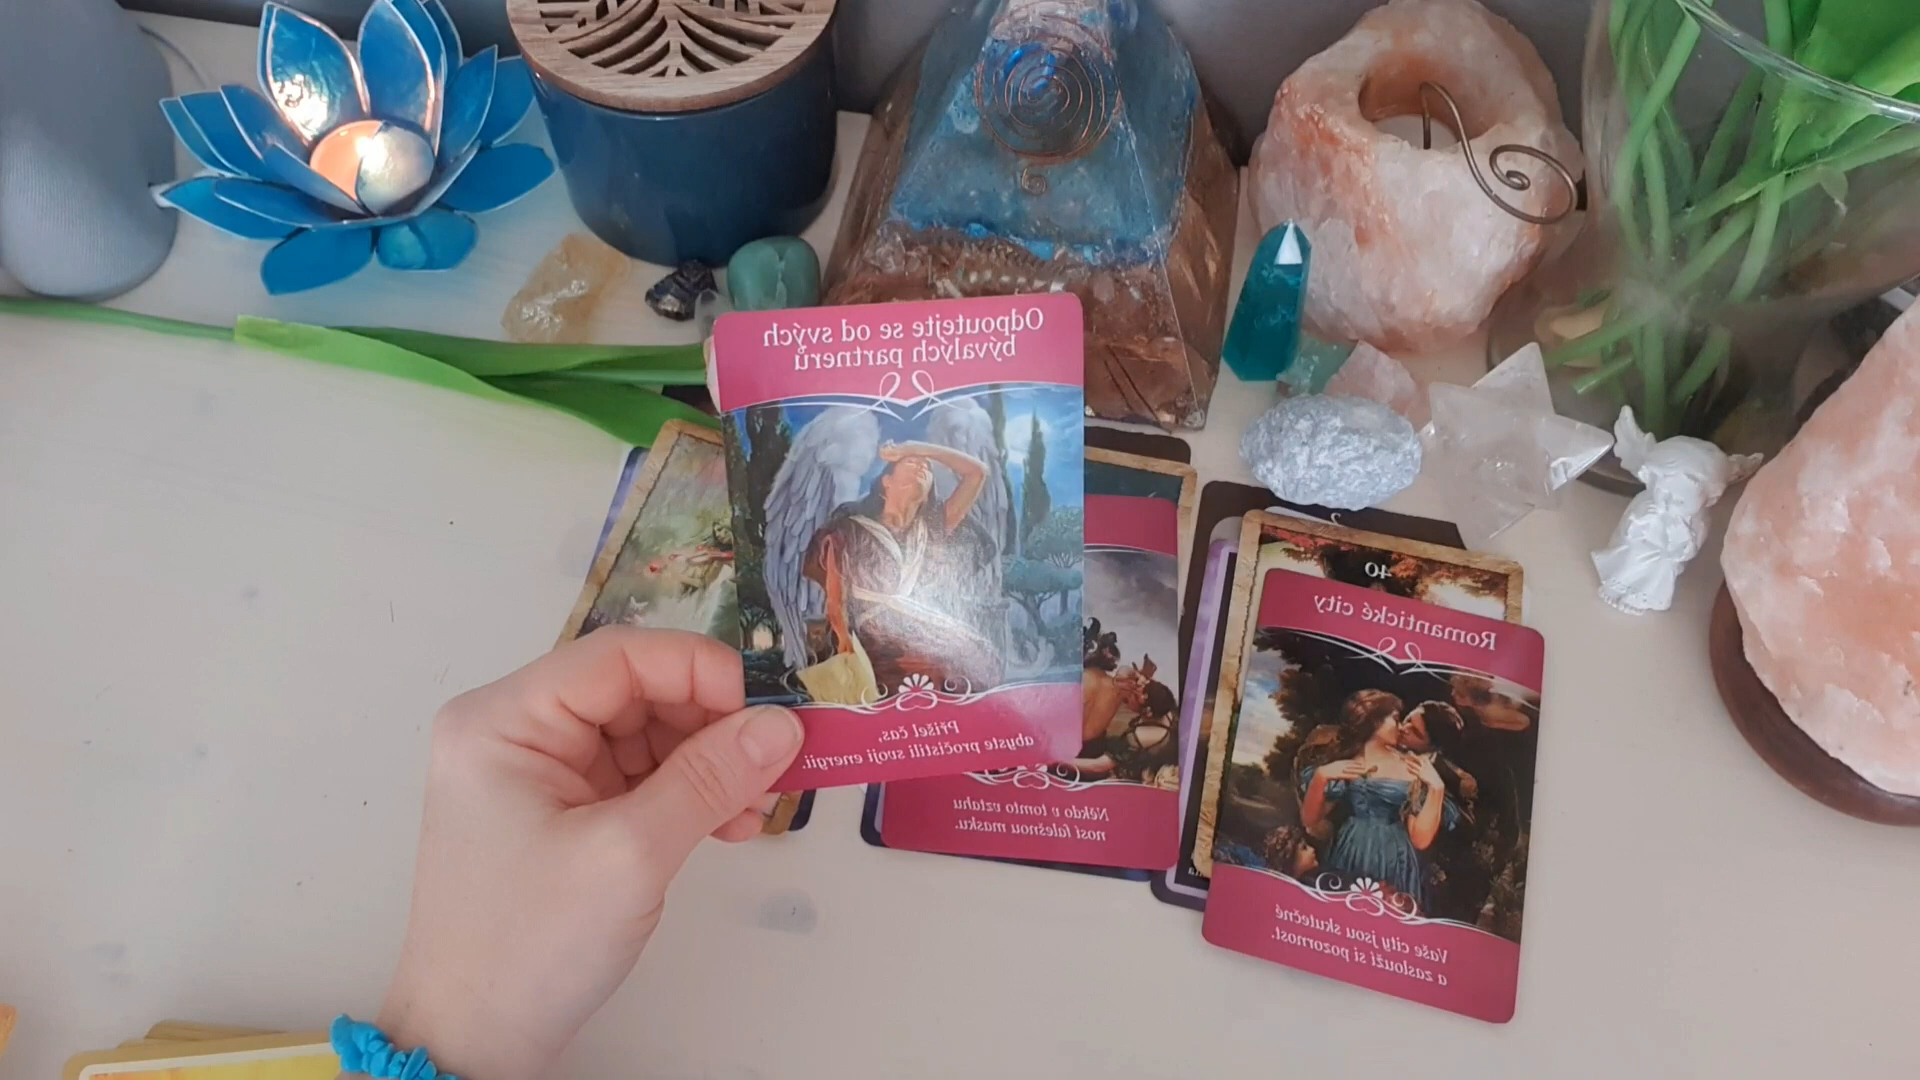 Odpoutejte se od svých
bývalých partnerů
Přišel čas,
abyste pročistili svoji energii.
Někdo v tomto vztahu
nosí falešnou masku.
40
Romantické city
Vaše city jsou skutečné
a zaslouží si pozornost.